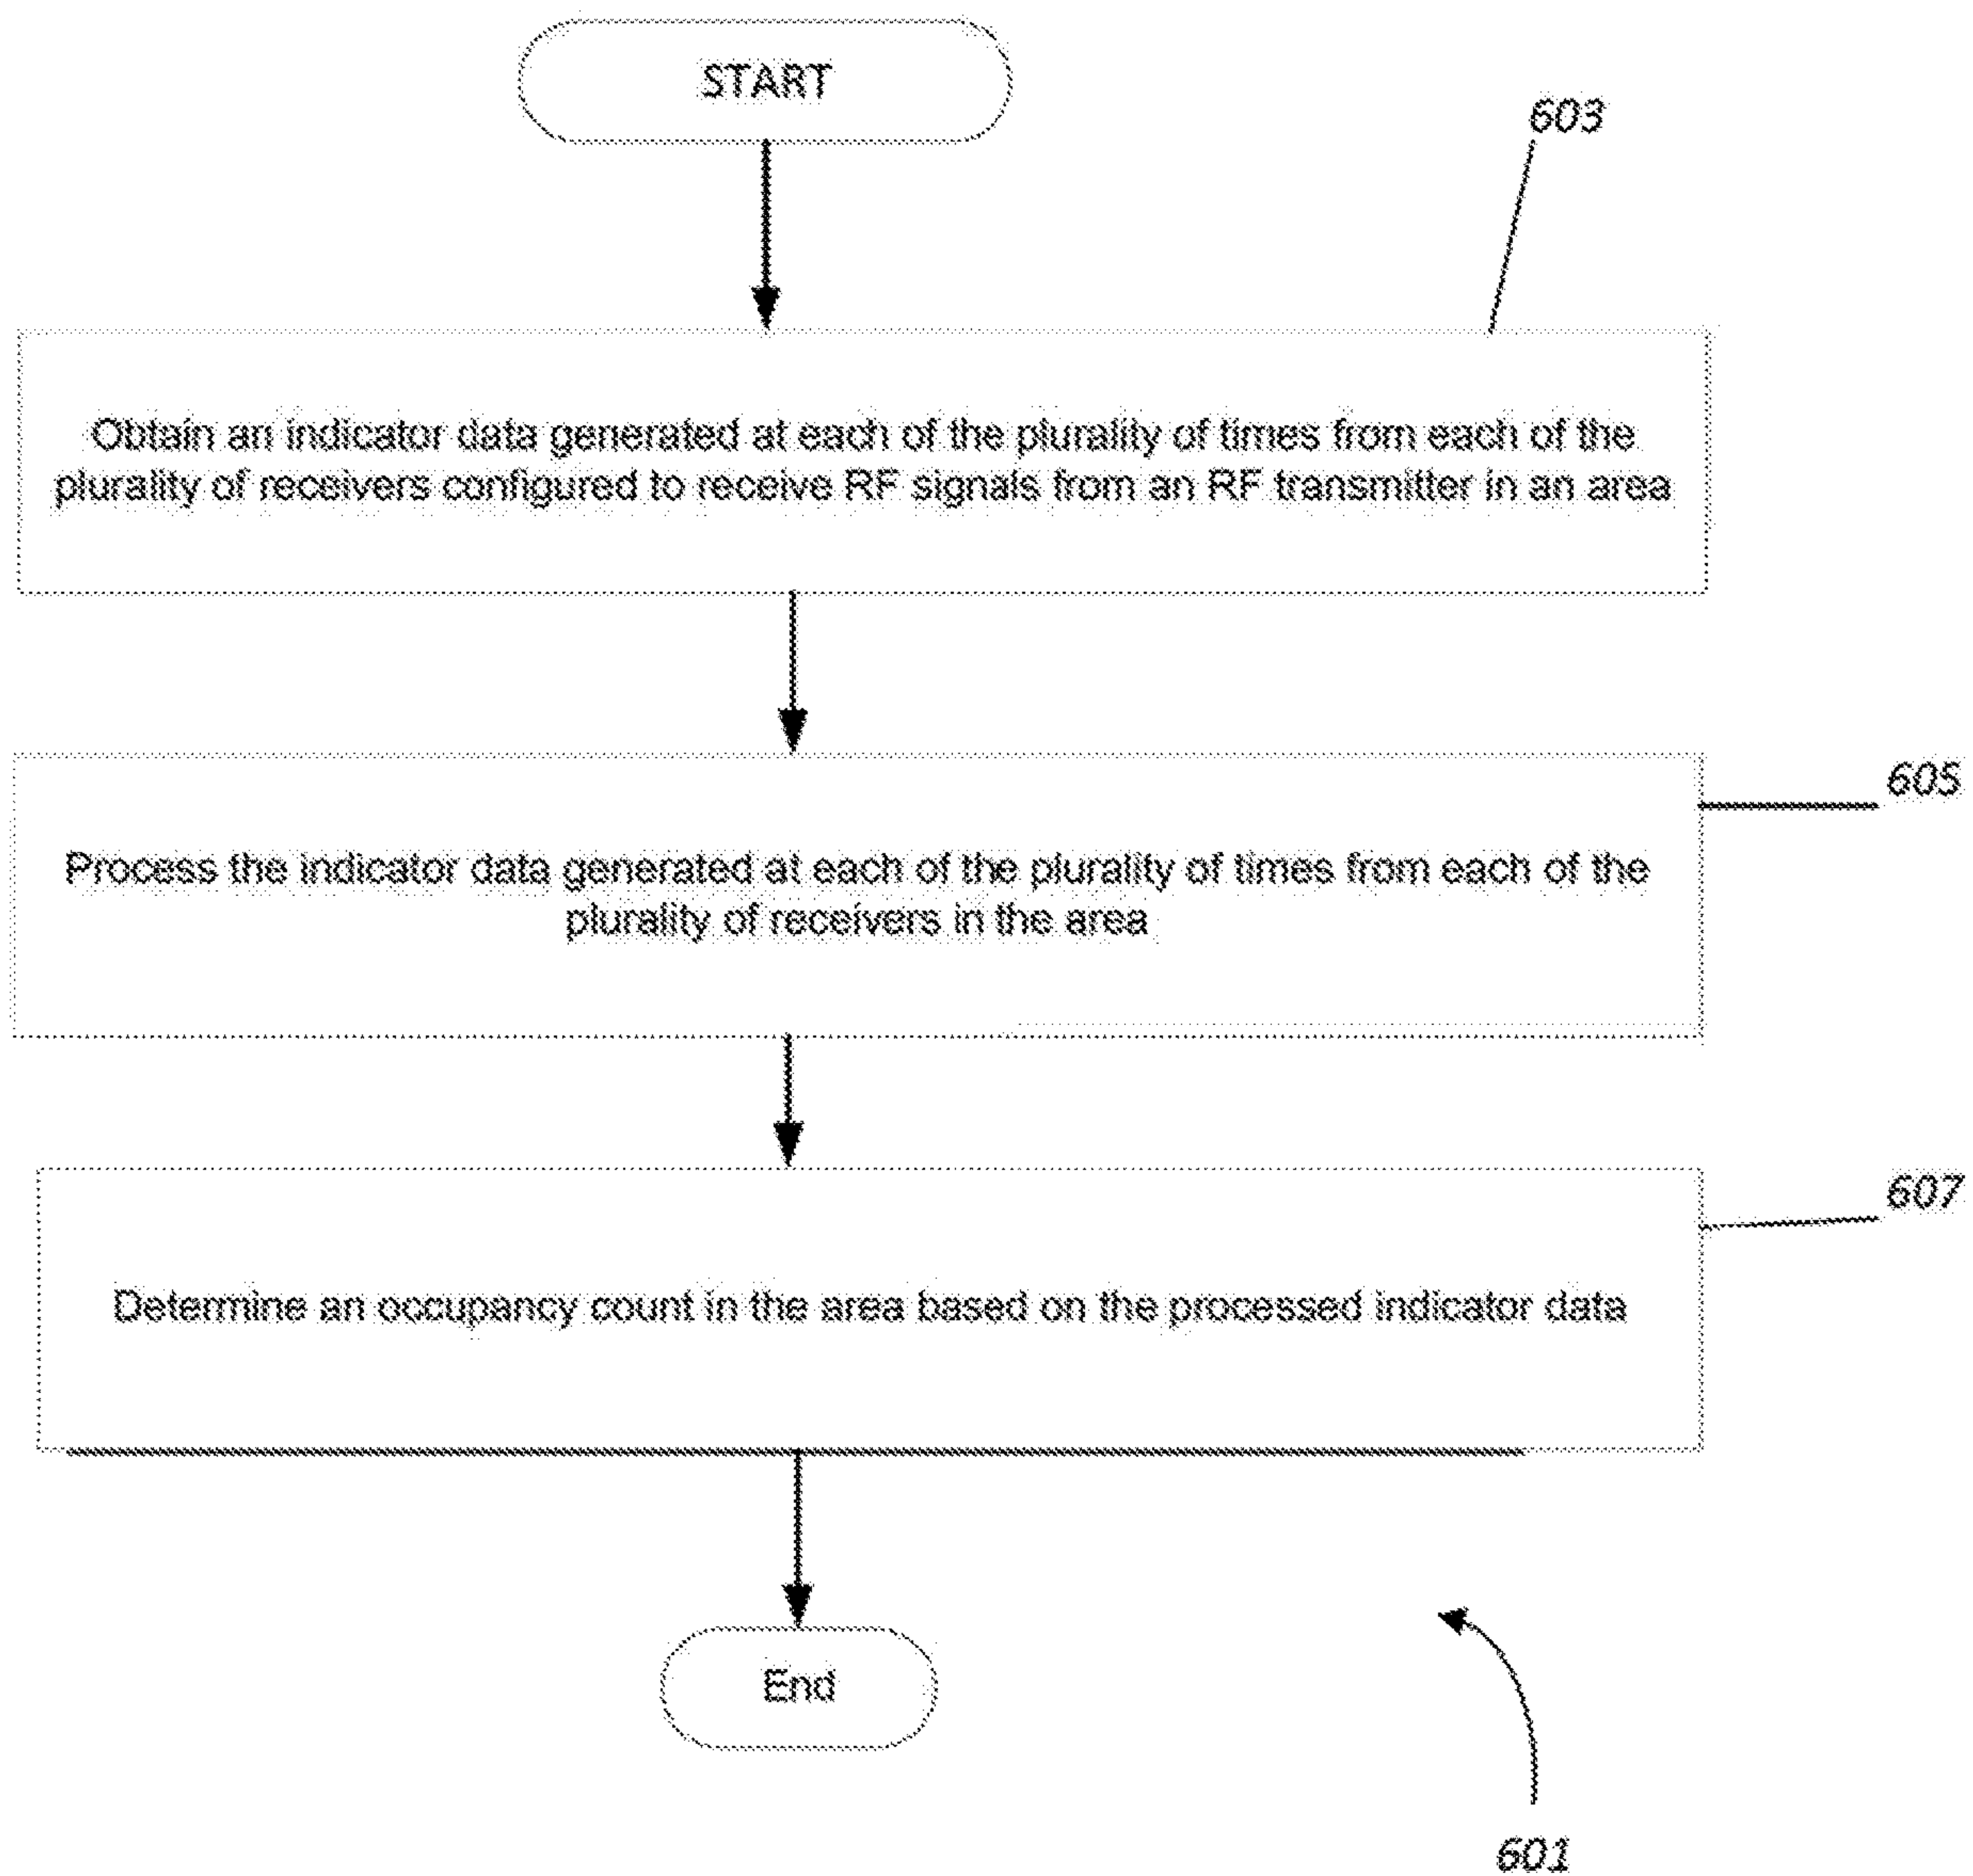 START
603
Obtain an indicator data generated at each of the plurality of times from each of the
plurality of receivers configured to receive RF signals from an RF transmitter in an area
605
Process the indicator data generated at each of the plurality of times from each of the
plurality of receivers in the area
607
Determine an occupancy count in the area based on the processed indicator data
End
601